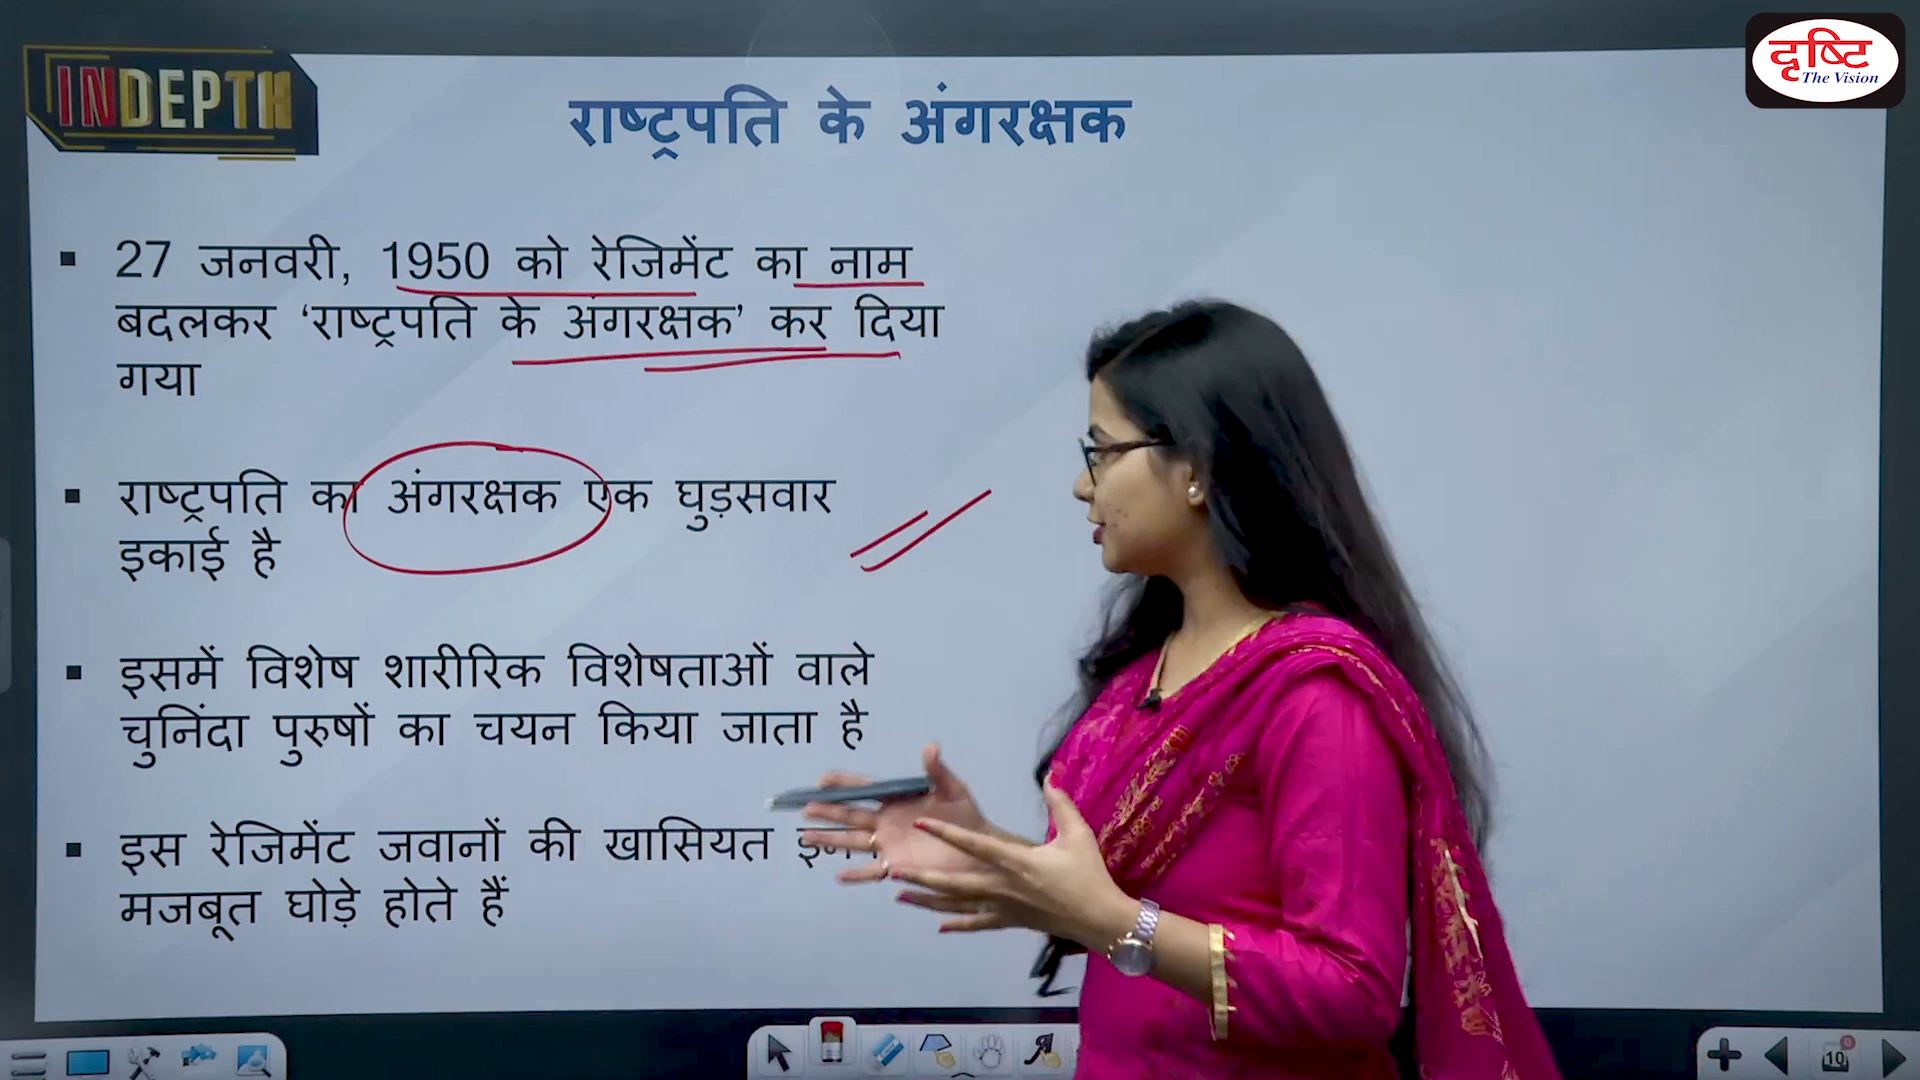 INDEPTH
दृष्टि
The Vision
राष्ट्रपति के अंगरक्षक
27 जनवरी, 1950 को रेजिमेंट का नाम
बदलकर ‘राष्ट्रपति के अंगरक्षक’ कर दिया
गया
राष्ट्रपति का अंगरक्षक एक घुड़सवार
इकाई है
इसमें विशेष शारीरिक विशेषताओं वाले
चुनिंदा पुरुषों का चयन किया जाता है
इस रेजिमेंट जवानों की खासियत
मजबूत घोड़े होते हैं
10
0